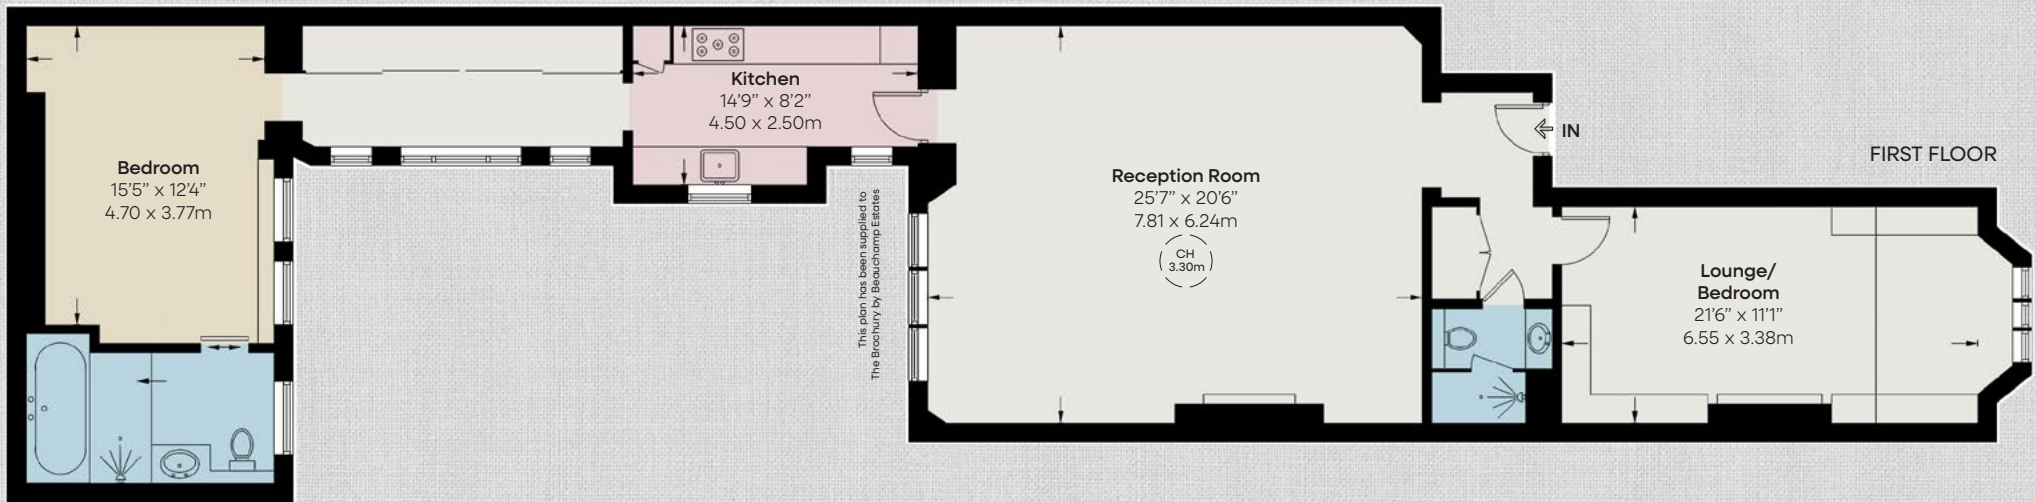 Bedroom
15'5" x 12'4"
4.70 x 3.77m
Kitchen
14'9" x 8'2"
4.50 x 2.50m
This plan has been supplied to
The Brochury by Beauchamp Estates
Reception Room
25'7" x 20'6"
7.81 x 6.24m
CH
3.30m
IN
FIRST FLOOR
Lounge/
Bedroom
21'6" x 11'1"
6.55 x 3.38m